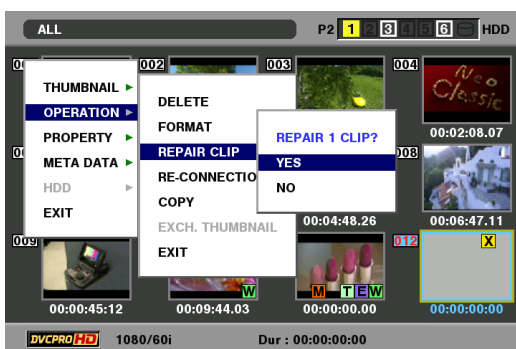 ALL P2 1 2 3 4 5 6 HDD
002 003 004
THUMBNAIL
OPERATION
PROPERTY
META DATA
HDD
EXIT
DELETE
FORMAT
REPAIR CLIP
RE-CONNECTIO
COPY
EXCH. THUMBNAIL
EXIT
REPAIR 1 CLIP?
YES
NO
Neo
Classic
00:02:08.07
008
00:04:48.26 00:06:47.11
009 012 X
W M T E W
00:00:45:12 00:09:44.03 00:00:00.00 00:00:00:00
DVCPRO HD 1080/60i Dur : 00:00:00:00